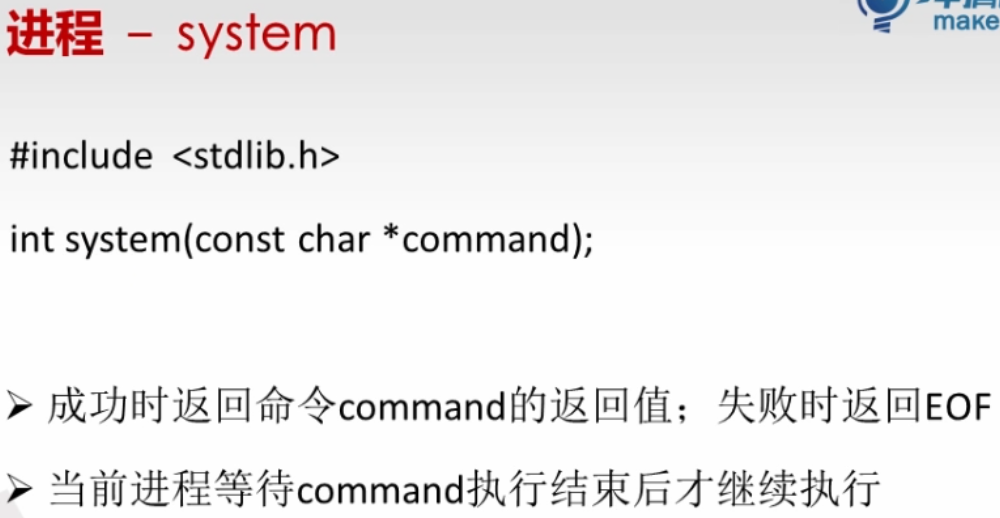 进程 – system
make
#include <stdlib.h>
int system(const char *command);
➢ 成功时返回命令command的返回值；失败时返回EOF
➢ 当前进程等待command执行结束后才继续执行